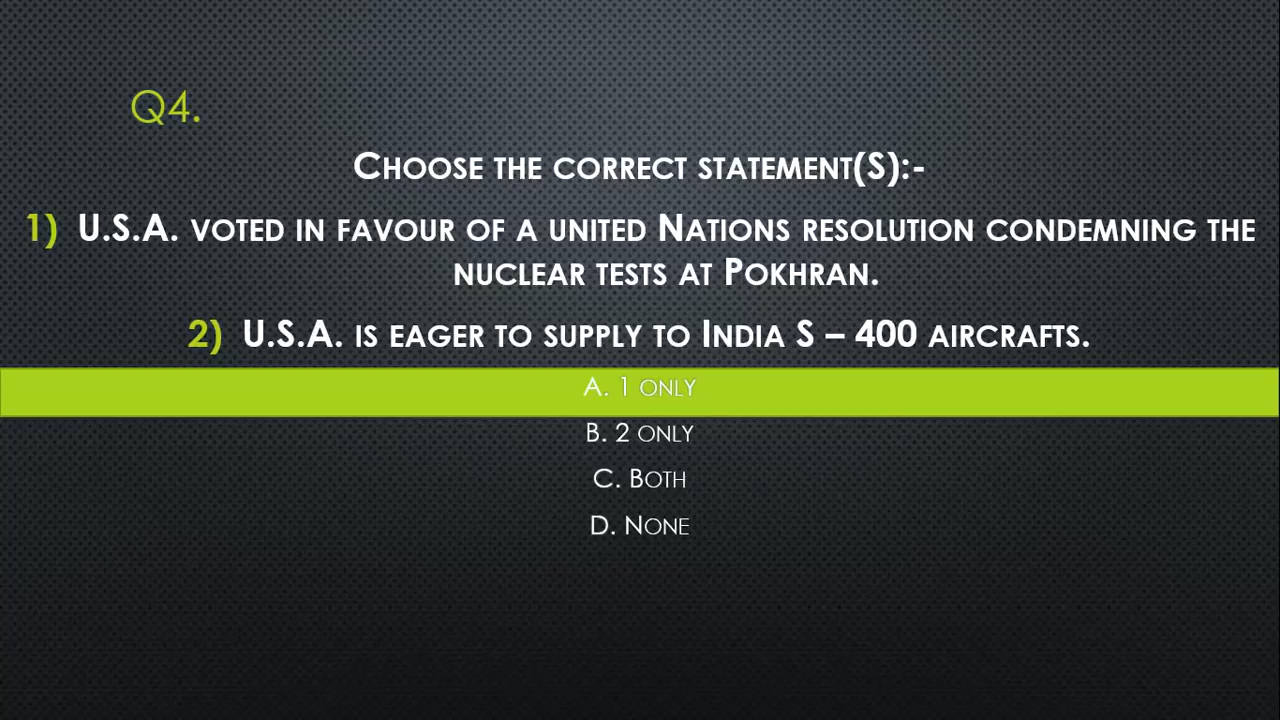 Q4.
Choose the correct statement(s):-
1) U.S.A. voted in favour of a united Nations resolution condemning the
nuclear tests at Pokhran.
2) U.S.A. is eager to supply to India S – 400 aircrafts.
A. 1 only
B. 2 only
C. Both
D. None